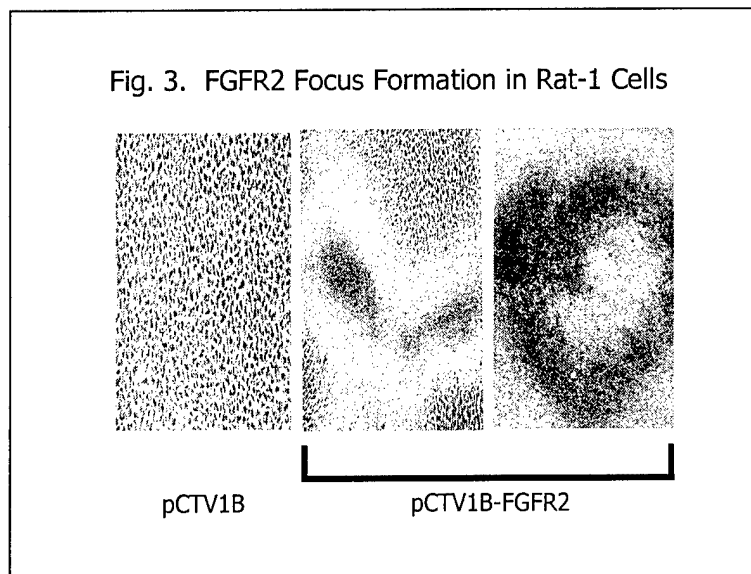 Fig. 3. FGFR2 Focus Formation in Rat-1 Cells
pCTV1B
pCTV1B-FGFR2